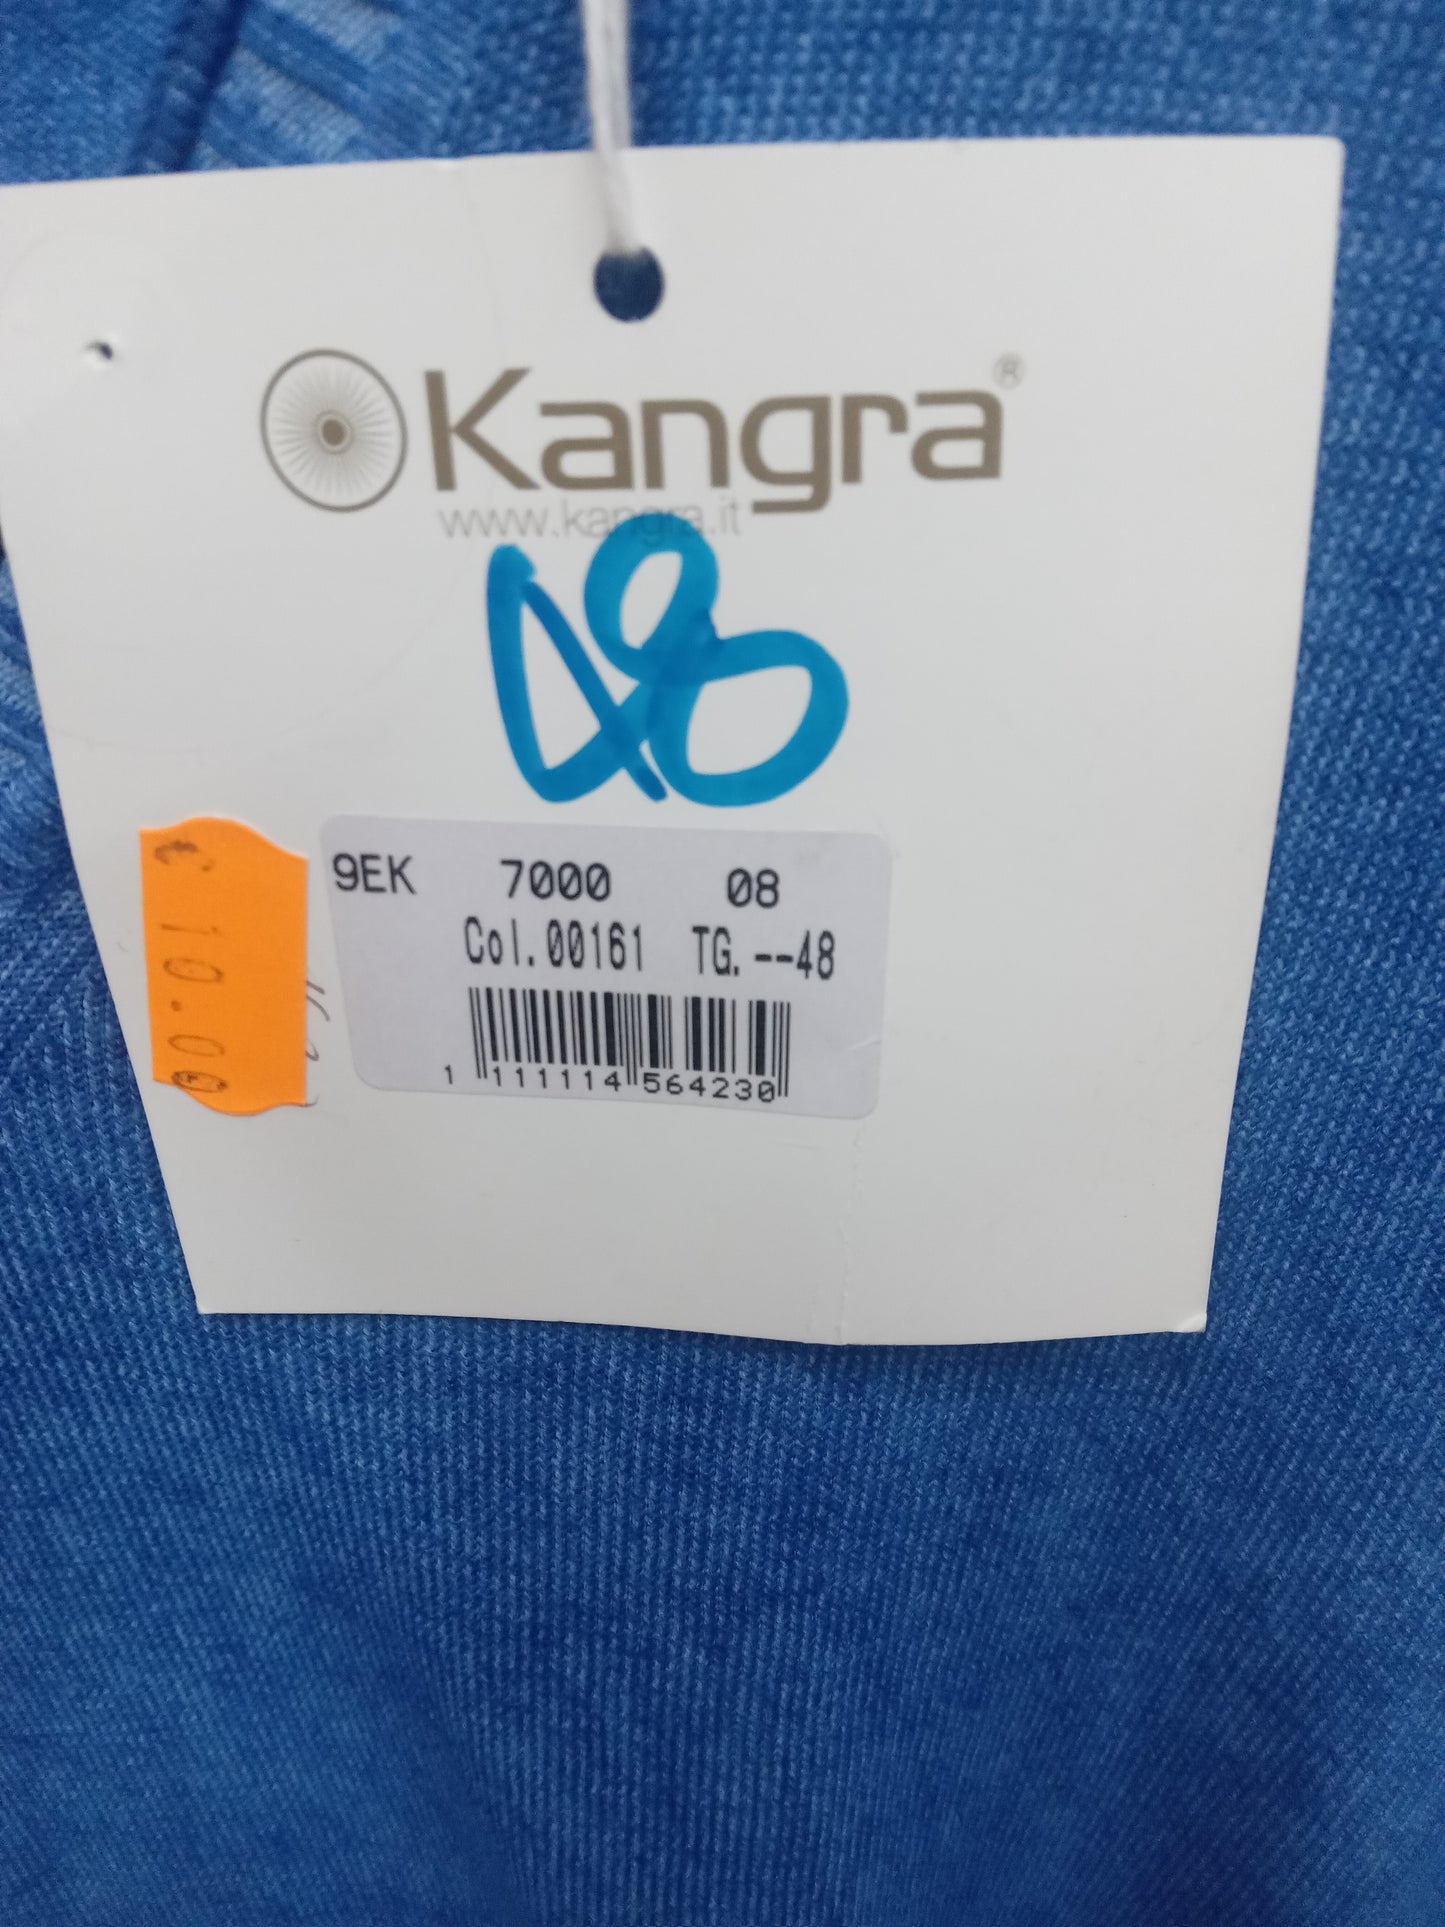 Kangra®
www.kangra.it
48
9EK 7000 08
Col.00161 TG.--48
1 111114 564230
€ 10.00